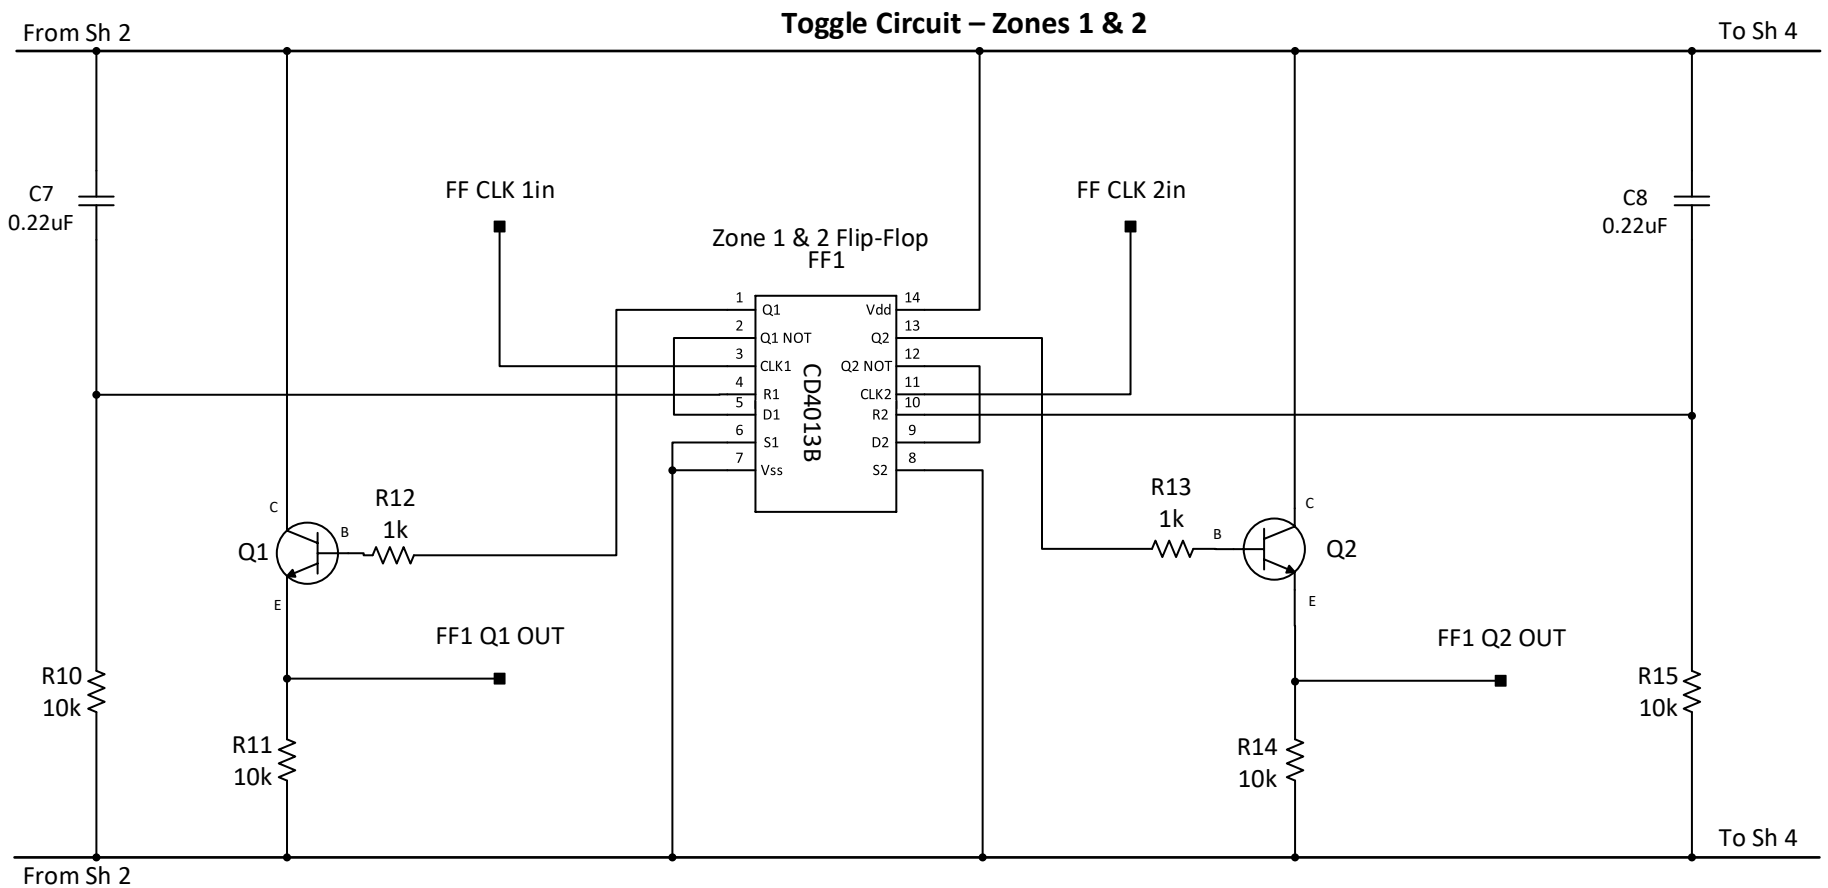 Toggle Circuit – Zones 1 & 2
From Sh 2
To Sh 4
C7
0.22uF
FF CLK 1in
FF CLK 2in
C8
0.22uF
Zone 1 & 2 Flip-Flop
FF1
1
Q1
Vdd
14
2
Q1 NOT
Q2
13
3
CLK1
Q2 NOT
12
4
R1
CLK2
11
5
D1
R2
10
6
S1
D2
9
7
Vss
S2
8
CD4013B
C
B
E
Q1
R12
1k
R13
1k
B
C
E
Q2
FF1 Q1 OUT
FF1 Q2 OUT
R10
10k
R11
10k
R14
10k
R15
10k
From Sh 2
To Sh 4